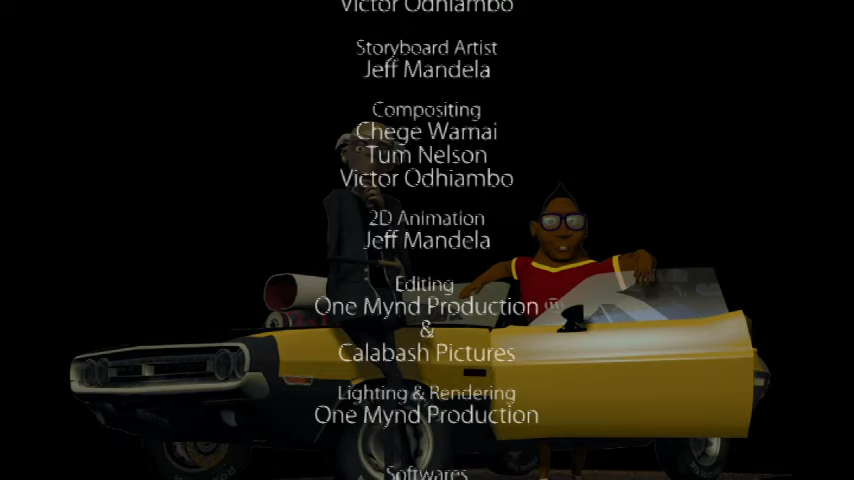 Victor Odhiambo
Storyboard Artist
Jeff Mandela
Compositing
Chege Wamai
Tum Nelson
Victor Odhiambo
2D Animation
Jeff Mandela
Editing
One Mynd Production
&
Calabash Pictures
Lighting & Rendering
One Mynd Production
Softwares